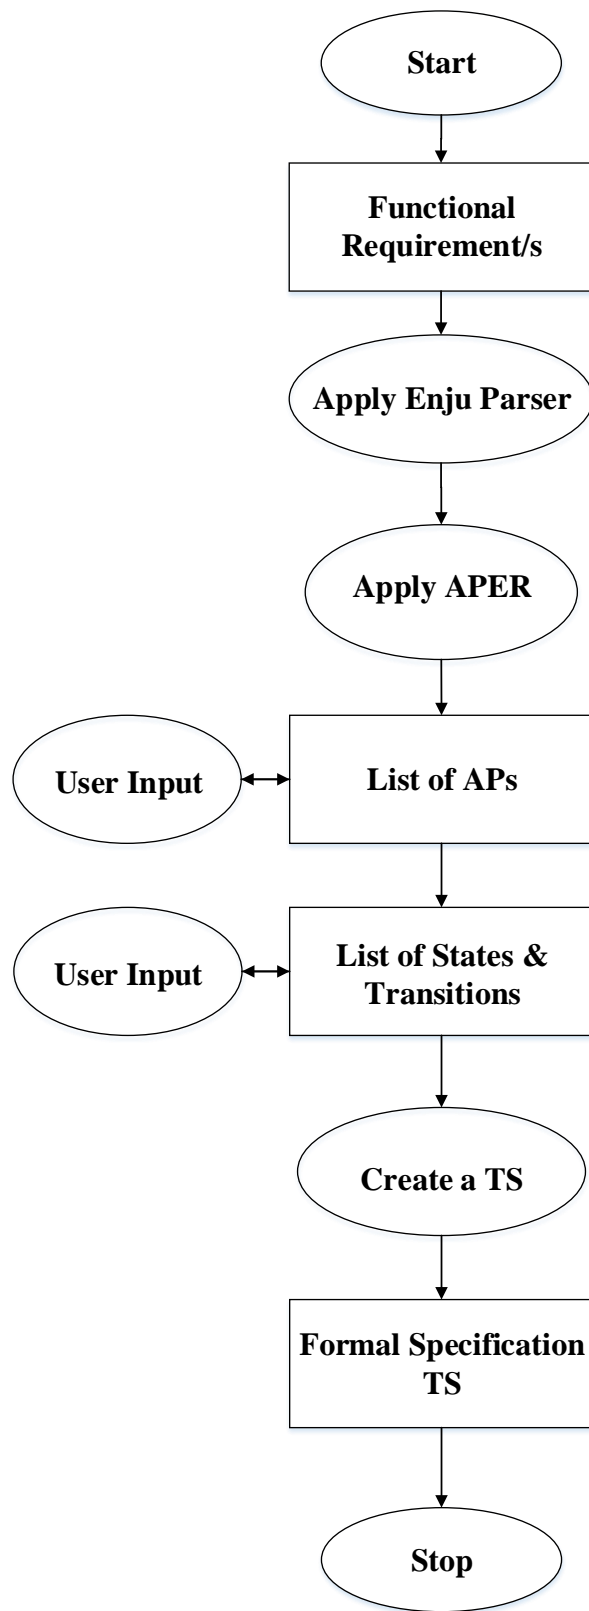 Start
Functional
Requirement/s
Apply Enju Parser
Apply APER
User Input
List of APs
User Input
List of States &
Transitions
Create a TS
Formal Specification
TS
Stop